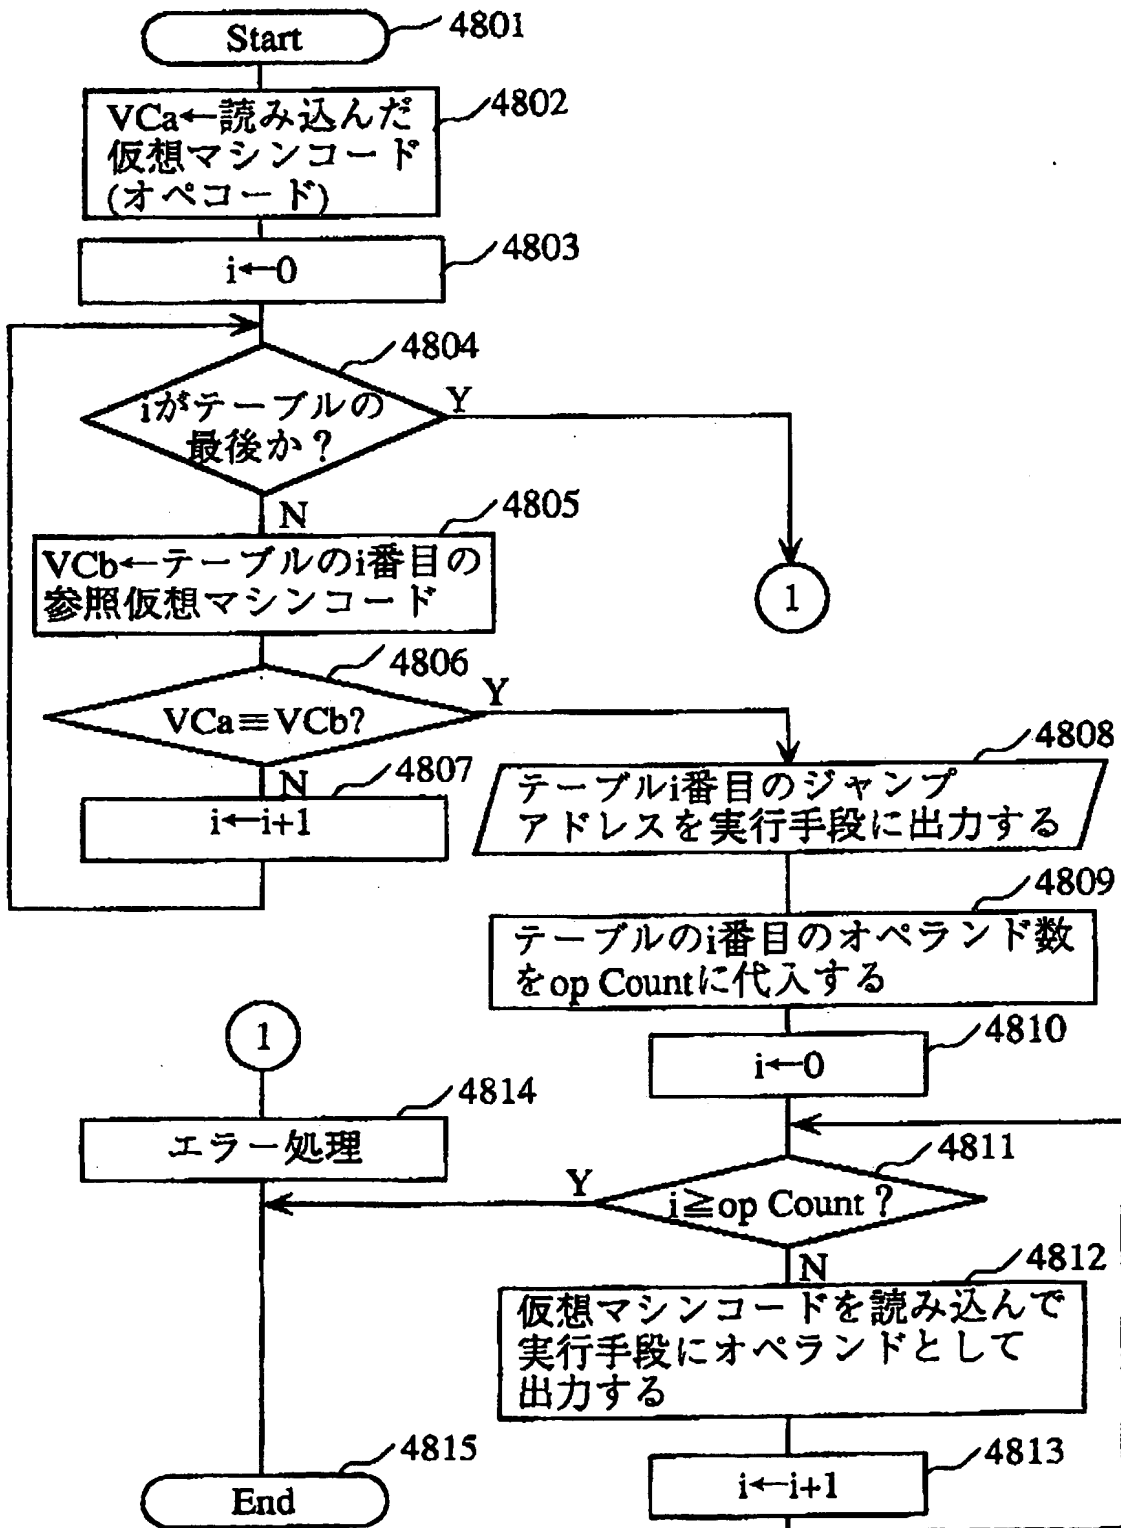 Start
4801
VCa←読み込んだ
仮想マシンコード
(オペコード)
4802
i←0
4803
iがテーブルの
最後か?
4804
Y
N
VCb←テーブルのi番目の
参照仮想マシンコード
4805
1
VCa≡VCb?
4806
Y
N
i←i+1
4807
テーブルi番目のジャンプ
アドレスを実行手段に出力する
4808
テーブルのi番目のオペランド数
をop Countに代入する
4809
i←0
4810
1
エラー処理
4814
i≧op Count?
4811
Y
N
仮想マシンコードを読み込んで
実行手段にオペランドとして
出力する
4812
i←i+1
4813
End
4815